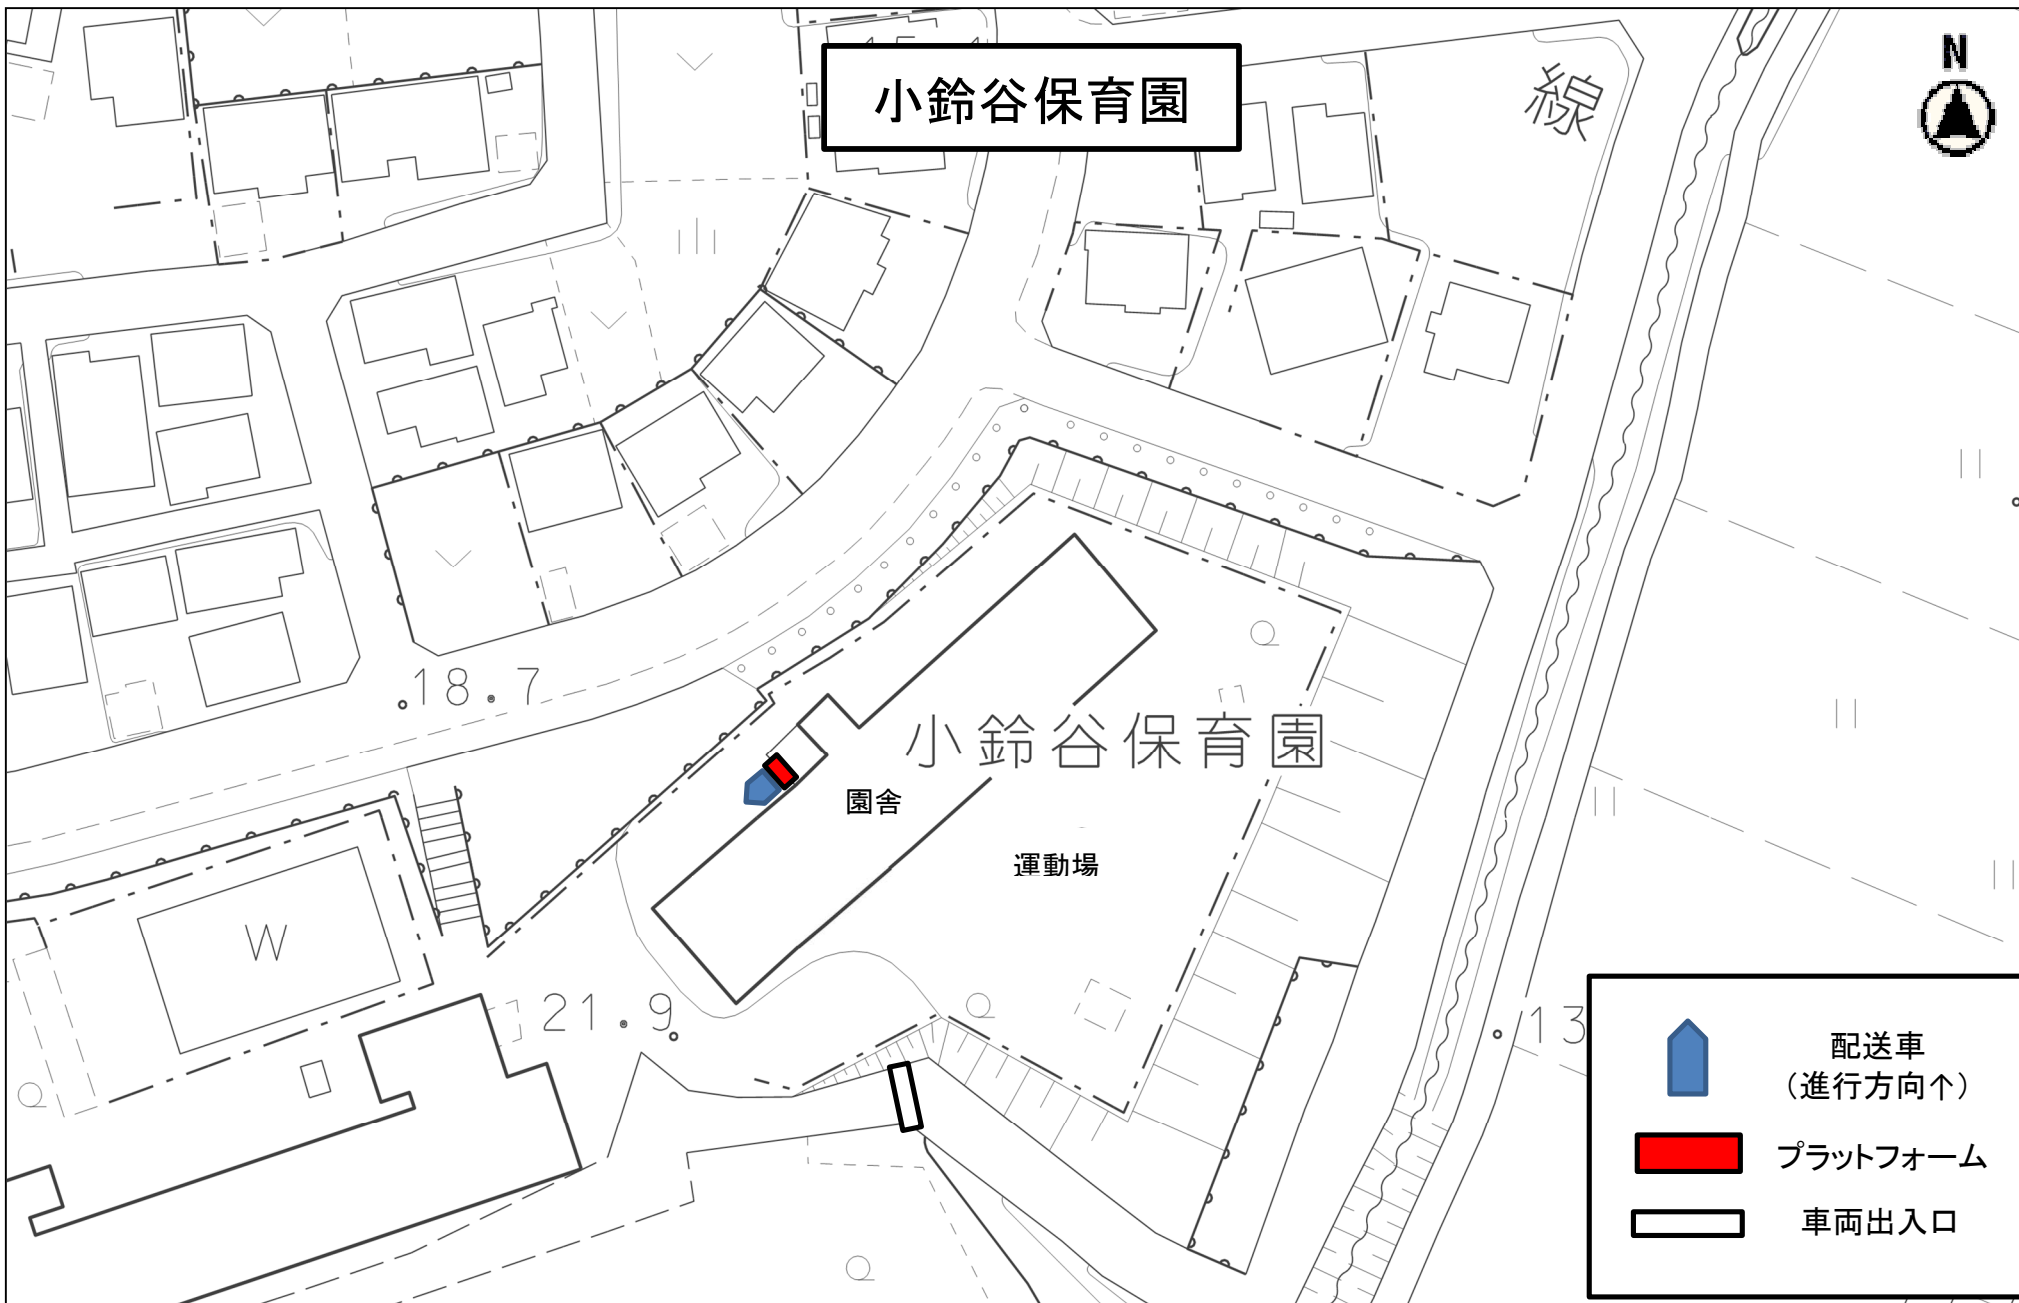 小鈴谷保育園
N
線
18.7
小鈴谷保育園
園舎
運動場
W
21.9
13
配送車
（進行方向↑）
プラットフォーム
車両出入口